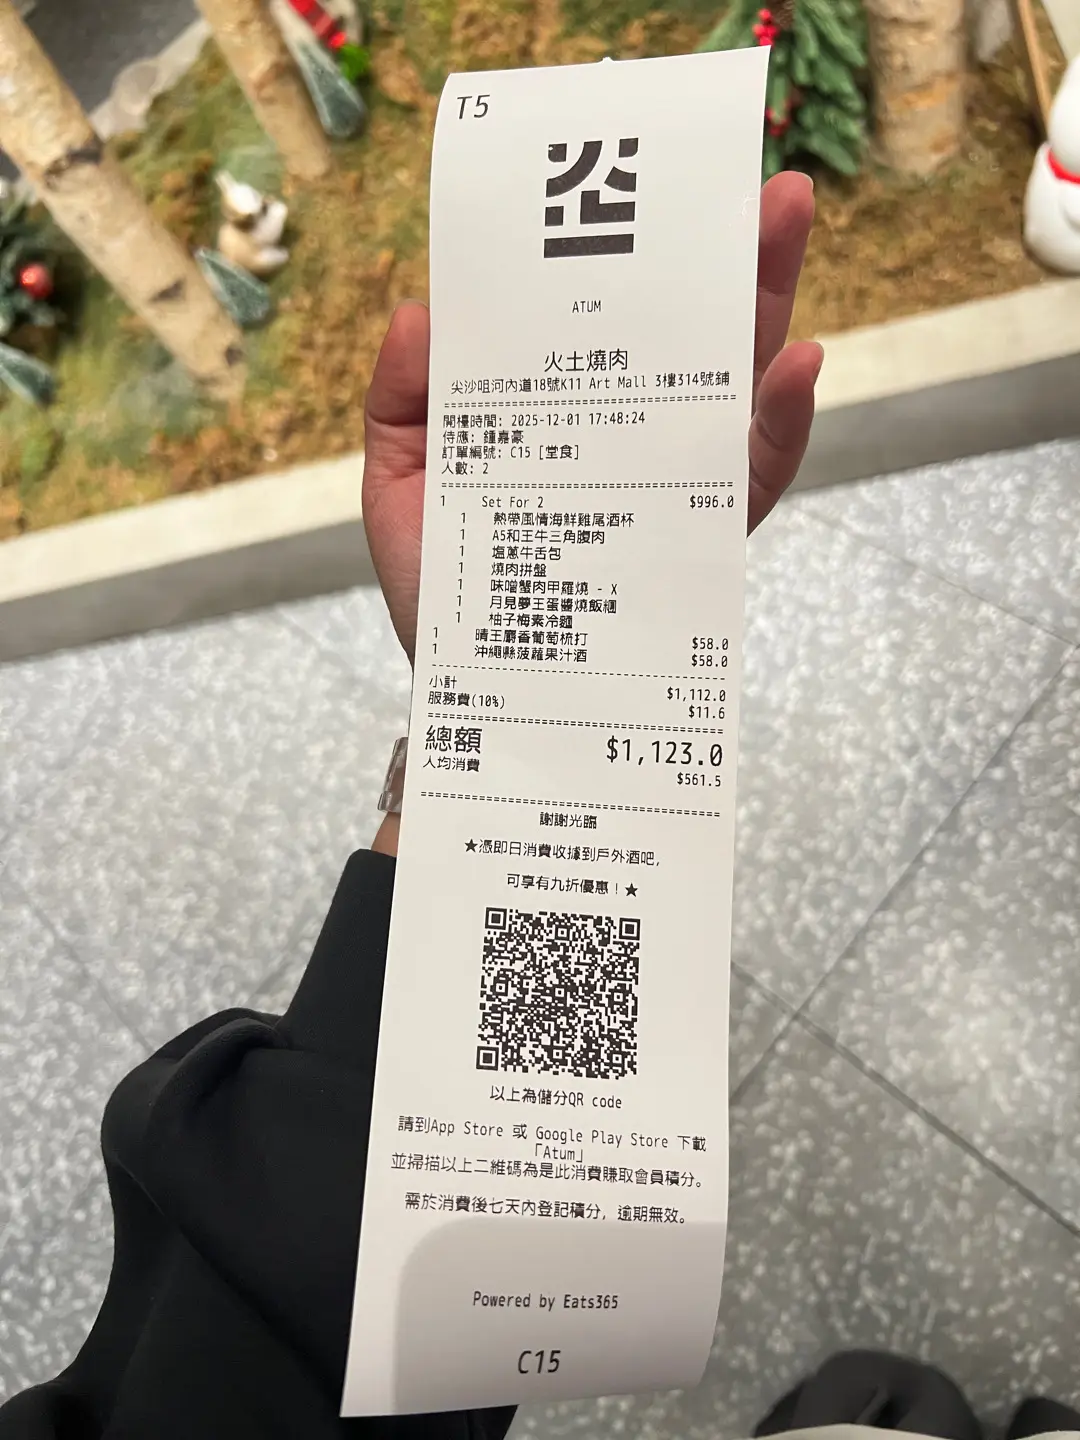 T5
ATUM
火土燒肉
尖沙咀河內道18號K11 Art Mall 3樓314號鋪
開檯時間: 2025-12-01 17:48:24
侍應: 鍾嘉豪
訂單編號: C15 [堂食]
人數: 2
1 Set For 2 $996.0
1 熱帶風情海鮮雞尾酒杯
1 A5和王牛三角腹肉
1 塩蔥牛舌包
1 燒肉拼盤
1 味噌蟹肉甲羅燒 - X
1 月見夢王蛋醬燒飯糰
1 柚子梅素冷麵
1 晴王麝香葡萄梳打 $58.0
1 沖繩縣菠蘿果汁酒 $58.0
小計 $1,112.0
服務費(10%) $11.6
總額 $1,123.0
人均消費 $561.5
謝謝光臨
★憑即日消費收據到戶外酒吧,
可享有九折優惠！★
以上為儲分QR code
請到App Store 或 Google Play Store 下載
「Atum」
並掃描以上二維碼為是此消費賺取會員積分。
需於消費後七天內登記積分, 逾期無效。
Powered by Eats365
C15